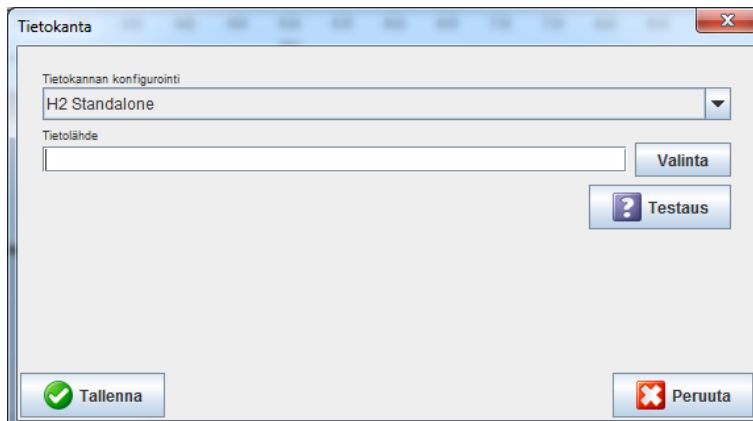 Tietokanta
Tietokannan konfigurointi
H2 Standalone
Tietolähde
Valinta
Testaus
Tallenna
Peruuta